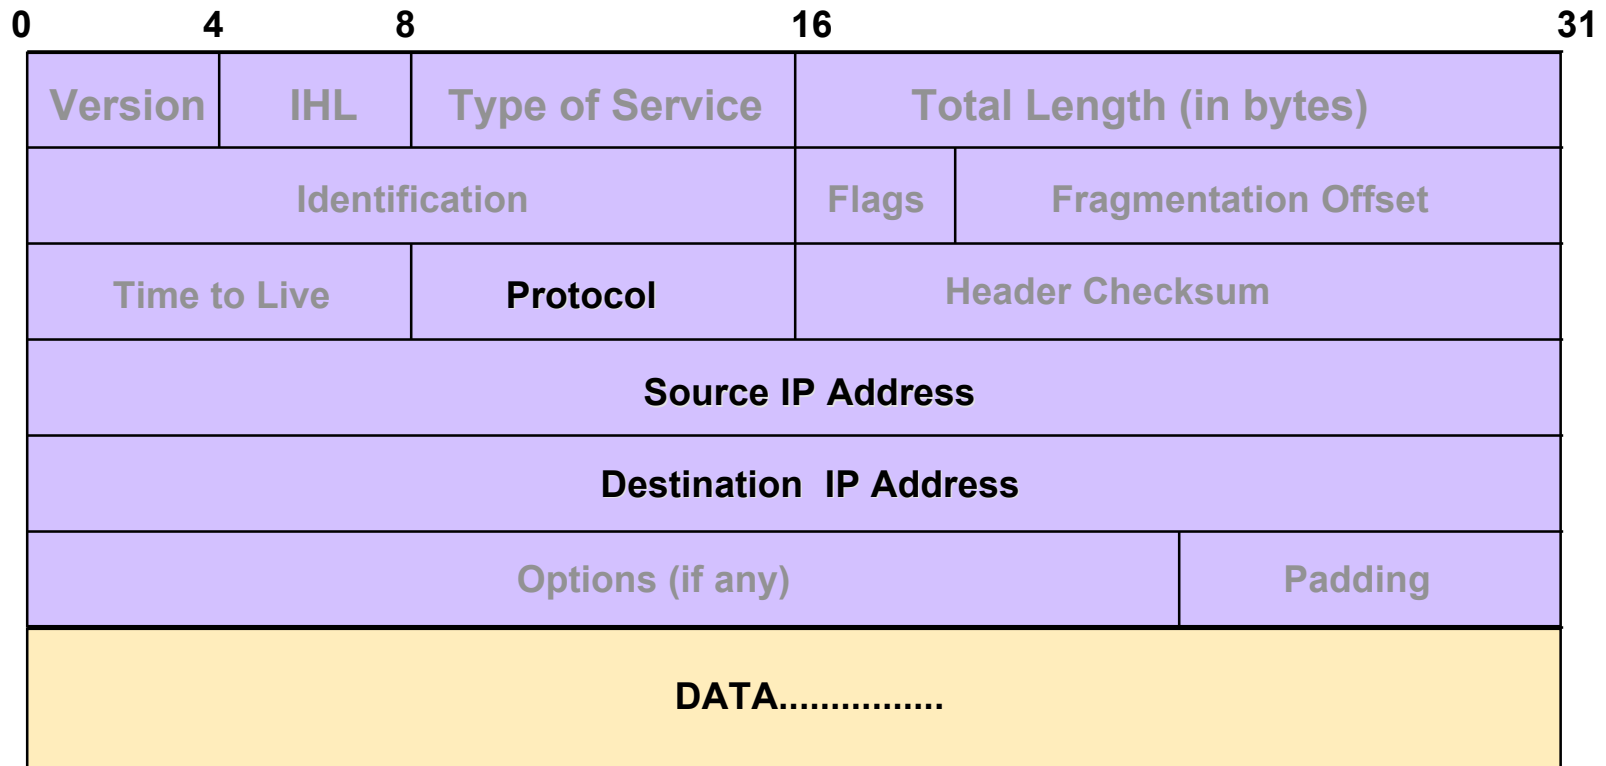 0 4 8 16 31
Version IHL Type of Service Total Length (in bytes)
Identification Flags Fragmentation Offset
Time to Live Protocol Header Checksum
Source IP Address
Destination IP Address
Options (if any) Padding
DATA................